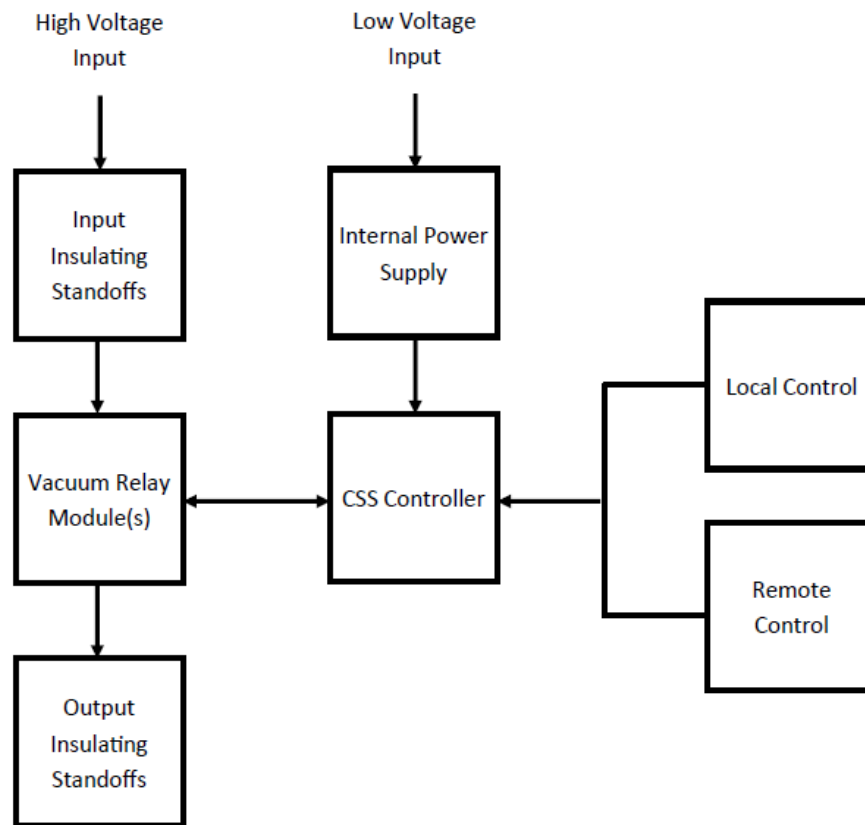 High Voltage
Input
Low Voltage
Input
Input
Insulating
Standoffs
Internal Power
Supply
Local Control
Vacuum Relay
Module(s)
CSS Controller
Remote
Control
Output
Insulating
Standoffs